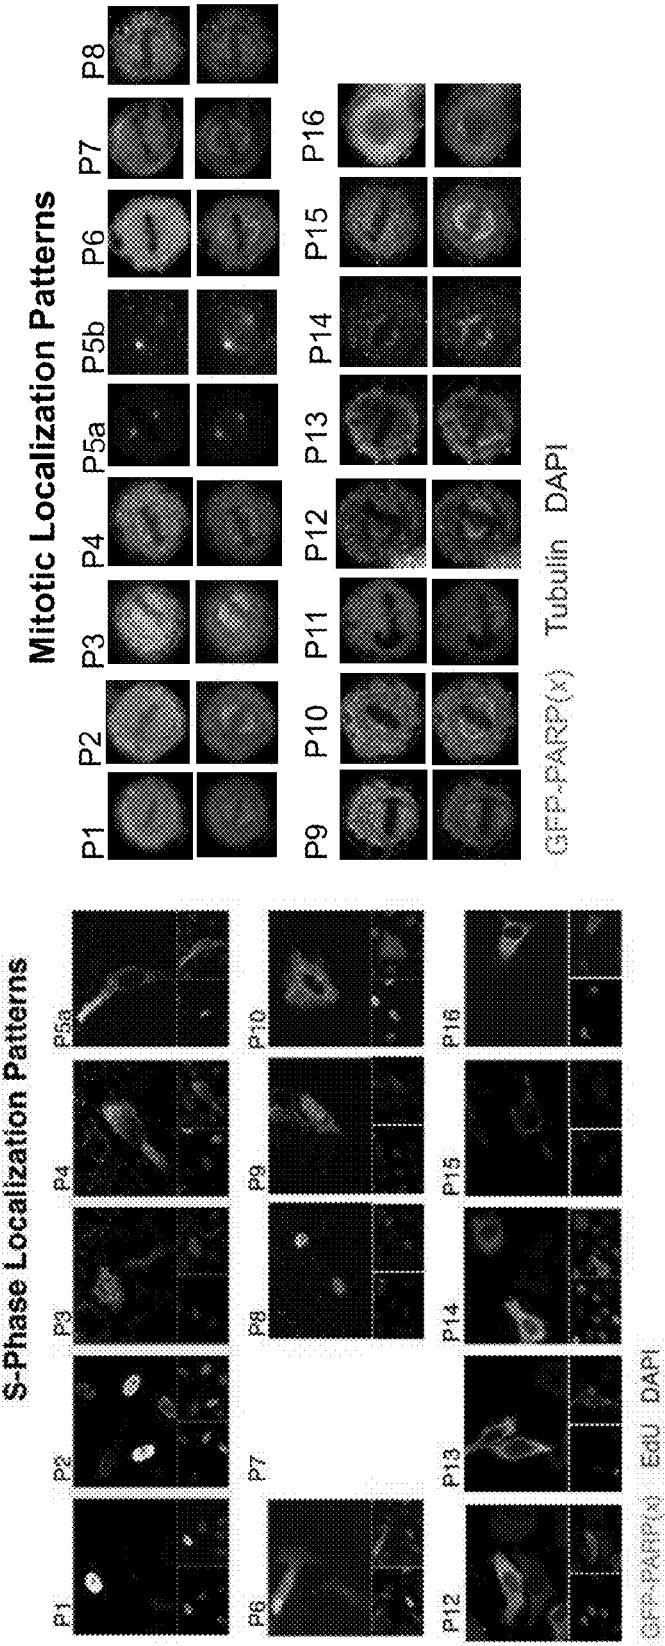 S-Phase Localization Patterns
P1 P2 P3 P4 P5a
P6 P7 P8 P9 P10
P12 P13 P14 P15 P16
GFP-PARP(x) EdU DAPI
Mitotic Localization Patterns
P1 P2 P3 P4 P5a P5b P6 P7 P8
P9 P10 P11 P12 P13 P14 P15 P16
GFP-PARP(x) Tubulin DAPI